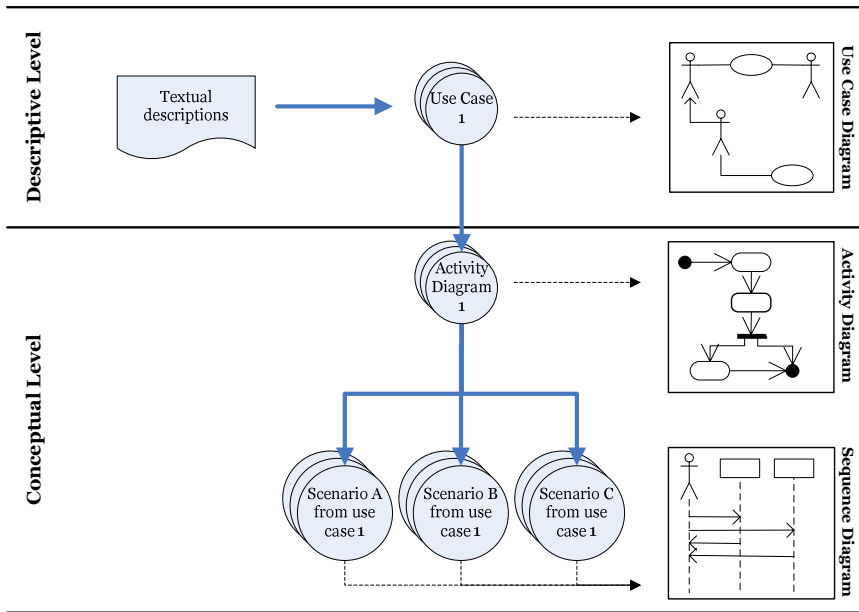 Descriptive Level
Textual
descriptions
Use Case
1
Use Case Diagram
Conceptual Level
Activity
Diagram
1
Activity Diagram
Scenario A
from use
case 1
Scenario B
from use
case 1
Scenario C
from use
case 1
Sequence Diagram